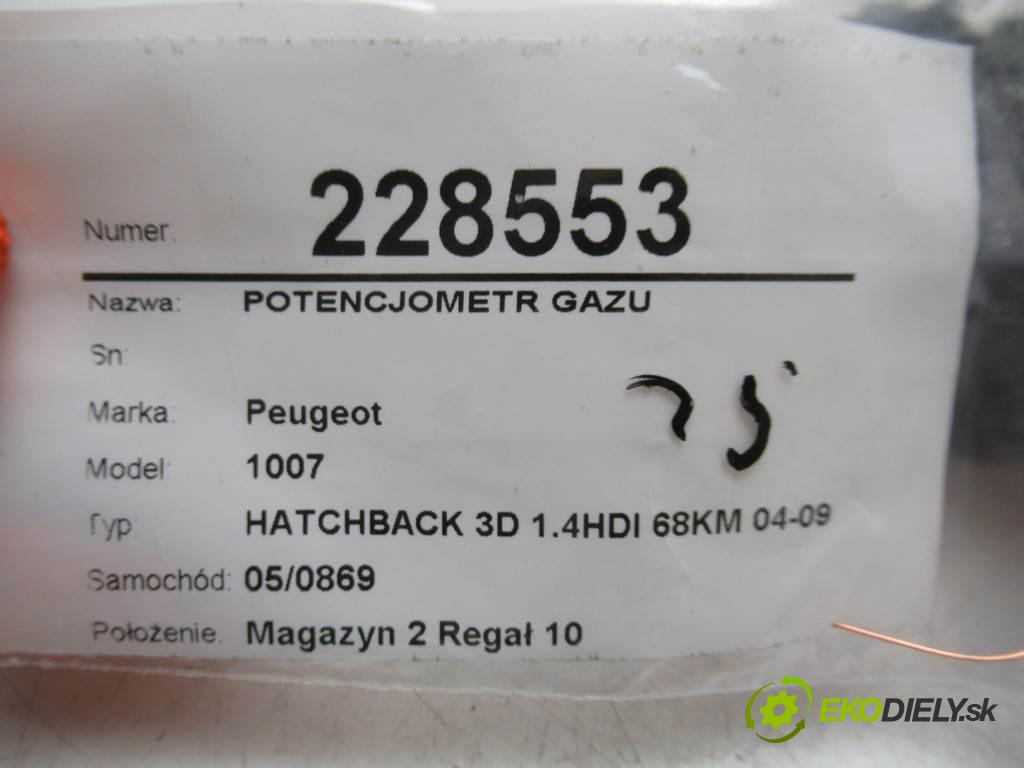 Numer. 228553
Nazwa: POTENCJOMETR GAZU
Sn:
Marka: Peugeot
Model: 1007
Typ: HATCHBACK 3D 1.4HDI 68KM 04-09
Samochód: 05/0869
Położenie. Magazyn 2 Regał 10
EKODIELY.sk